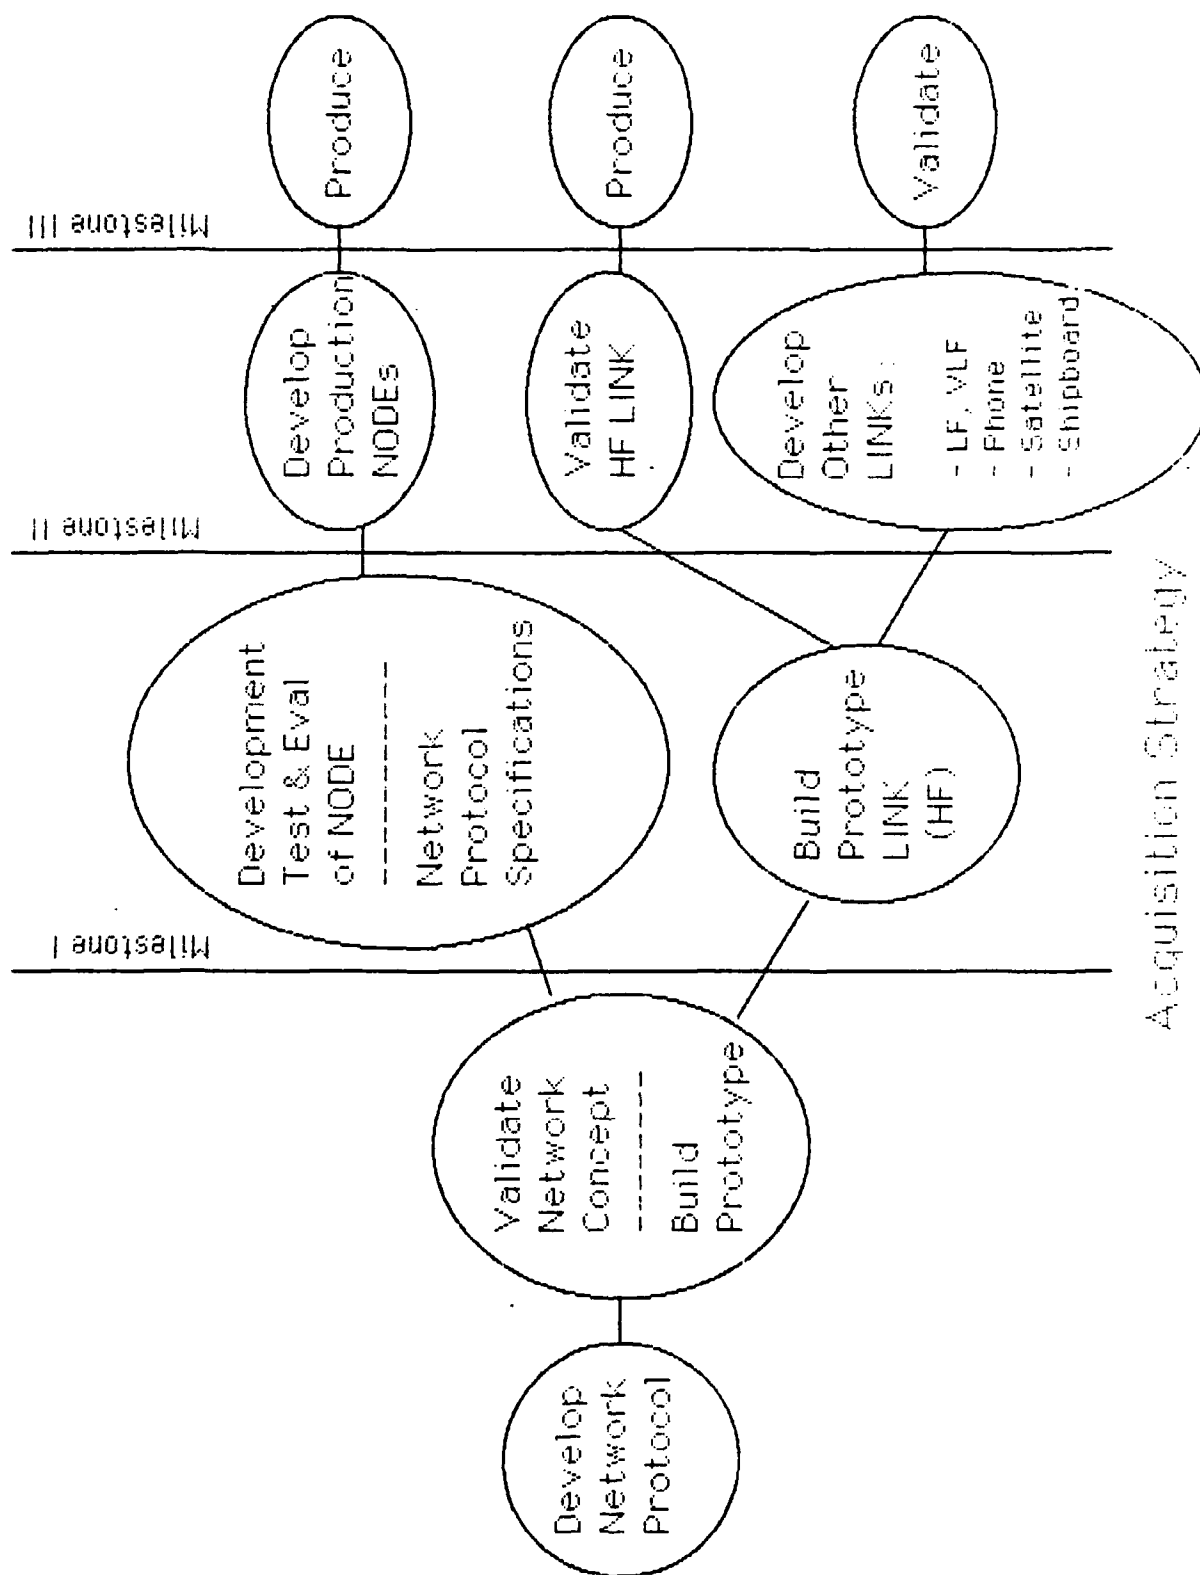 Develop
Network
Protocol
Validate
Network
Concept
--------
Build
Prototype
Milestone I
Development
Test & Eval
of NODE
--------
Network
Protocol
Specifications
Build
Prototype
LINK
(HF)
Milestone II
Develop
Production
NODEs
Validate
HF LINK
Develop
Other
LINKs:
- LF, VLF
- Phone
- Satellite
- Shipboard
Milestone III
Produce
Produce
Validate
Acquisition Strategy